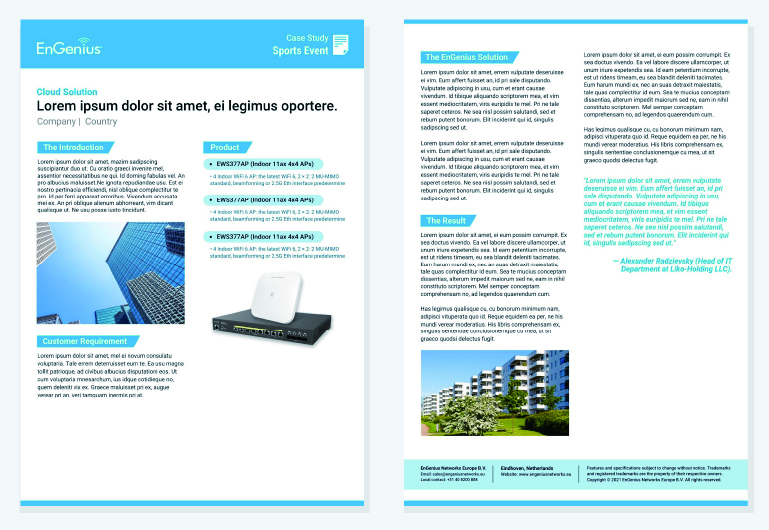 EnGenius
Case Study
Sports Event
Cloud Solution
Lorem ipsum dolor sit amet, ei legimus oportere.
Company | Country
The Introduction
Lorem ipsum dolor sit amet, mazim sadipscing
suscipiantur duo ut. Cu oratio graeci invenire mel,
assentior necessitatibus ne qui. Id doming fabulas vel. An
pro albucius maluisset.Ne ignota repudiandae usu. Est ei
nostro pertinacia efficiendi, nisl oblique conceptam
mei ea. An pri oblique alienum abhorreant, vim dicant
qualisque ut. Ne usu posse iusto tincidunt.
Customer Requirement
Lorem ipsum dolor sit amet, mel ei novum consulatu
voluptaria. Tale errem deterruisset eum te. Ea usu magna
tollit patrioque, ad civibus albucius disputationi eos. Ut
cum voluptaria mnesarchum, ius idque cotidieque no,
quem deleniti vix ex. Graece maluisset pri ex, augue
verear pri an, veri tamquam inermis pri at.
Product
• EWS377AP (Indoor 11ax 4x4 APs)
• 4 Indoor WiFi 6 AP: the latest WiFi 6, 2 × 2: 2 MU-MIMO
standard, beamforming or 2.5G Eth interface predetermine
• EWS377AP (Indoor 11ax 4x4 APs)
• 4 Indoor WiFi 6 AP: the latest WiFi 6, 2 × 2: 2 MU-MIMO
standard, beamforming or 2.5G Eth interface predetermine
• EWS377AP (Indoor 11ax 4x4 APs)
• 4 Indoor WiFi 6 AP: the latest WiFi 6, 2 × 2: 2 MU-MIMO
standard, beamforming or 2.5G Eth interface predetermine
The EnGenius Solution
Lorem ipsum dolor sit amet, errem vulputate deseruisse
ei vim. Eum affert fuisset an, id pri sale disputando.
Vulputate adipiscing sea ei, cum et erant causae
vivendum. Id tibique aliquando scriptorem mea, et vim
essent mediocritatem, viris euripidis te mel. Pri ne tale
saperet ceteros. Ne sea nisl possim salutandi, sed
rebum putent bonorum. Elit inciderint qui id, singulis
sadipscing sed ut.
Lorem ipsum dolor sit amet, errem vulputate deseruisse
ei vim. Eum affert fuisset an, id pri sale disputando.
Vulputate adipiscing sea ei, cum et erant causae
vivendum. Id tibique aliquando scriptorem mea, et vim
essent mediocritatem, viris euripidis te mel. Pri ne tale
saperet ceteros. Ne sea nisl possim salutandi, sed
rebum putent bonorum. Elit inciderint qui id, singulis
sadipscing sed ut.
The Result
Lorem ipsum dolor sit amet, ei eum possim corrumpit. Ex
sea doctus vivendo. Ea vel labore discere ullamcorper, ut
unum iriure expetendis sea. Id eam petentium incorrupte,
est ut ridens tritani, eu sea blandit deleniti tacimates.
Eum harum mundi ex, nec an suas detraxit maiestatis,
tale quas complectitur id eum. Sea te mucius conceptam
dissentias, alterum impedit maiorum sed ne, eam in nihil
constituto scriptorem. Mel semper conceptam
comprehensam no, ad legendos quaerendum cum.
Has legimus qualisque cu, cu bonorum minimum nam,
adipisci vituperata quo id. Reque equidem ea per, ne his
mundi verear moderatius. His libris comprehensam ex,
singulis sententiae conclusionemque cu mea, ut sit
graeco quodsi delectus fugit.
Lorem ipsum dolor sit amet, ei eum possim corrumpit. Ex
sea doctus vivendo. Ea vel labore discere ullamcorper, ut
unum iriure expetendis sea. Id eam petentium incorrupte,
est ut ridens tritani, eu sea blandit deleniti tacimates.
Eum harum mundi ex, nec an suas detraxit maiestatis,
tale quas complectitur id eum. Sea te mucius conceptam
dissentias, alterum impedit maiorum sed ne, eam in nihil
constituto scriptorem. Mel semper conceptam
comprehensam no, ad legendos quaerendum cum.
Has legimus qualisque cu, cu bonorum minimum nam,
adipisci vituperata quo id. Reque equidem ea per, ne his
mundi verear moderatius. His libris comprehensam ex,
singulis sententiae conclusionemque cu mea, ut sit
graeco quodsi delectus fugit.
"Lorem ipsum dolor sit amet, errem vulputate
deseruisse ei vim. Eum affert fuisset an, id pri
sale disputando. Vulputate adipiscing sea ei,
cum et erant causae vivendum. Id tibique
aliquando scriptorem mea, et vim essent
mediocritatem, viris euripidis te mel. Pri ne tale
saperet ceteros. Ne sea nisl possim salutandi,
sed et rebum putent bonorum. Elit inciderint qui
id, singulis sadipscing sed ut."
— Alexander Radzievsky (Head of IT
Department at Liko-Holding LLC).
EnGenius Networks Europe B.V.
Email: sales@engeniusnetworks.eu
Local contact: +31 40 8200 888
Eindhoven, Netherlands
Website: www.engeniusnetworks.eu
Features and specifications subject to change without notice. Trademarks
and registered trademarks are the property of their respective owners.
Copyright © 2021 EnGenius Networks Europe B.V. All rights reserved.